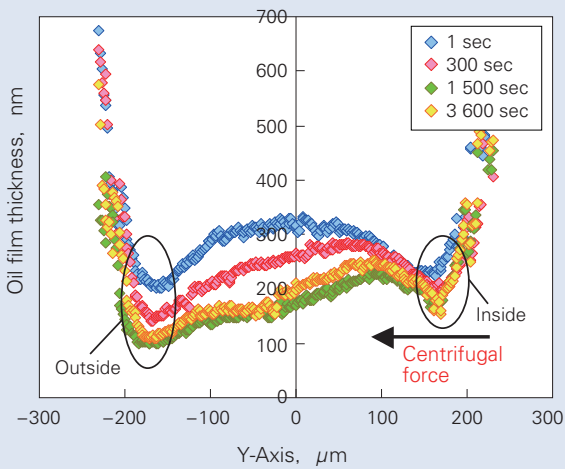 Oil film thickness, nm
700
600
500
400
300
200
100
0
1 sec
300 sec
1 500 sec
3 600 sec
Outside
Inside
Centrifugal
force
−300 −200 −100 0 100 200 300
Y-Axis, μm